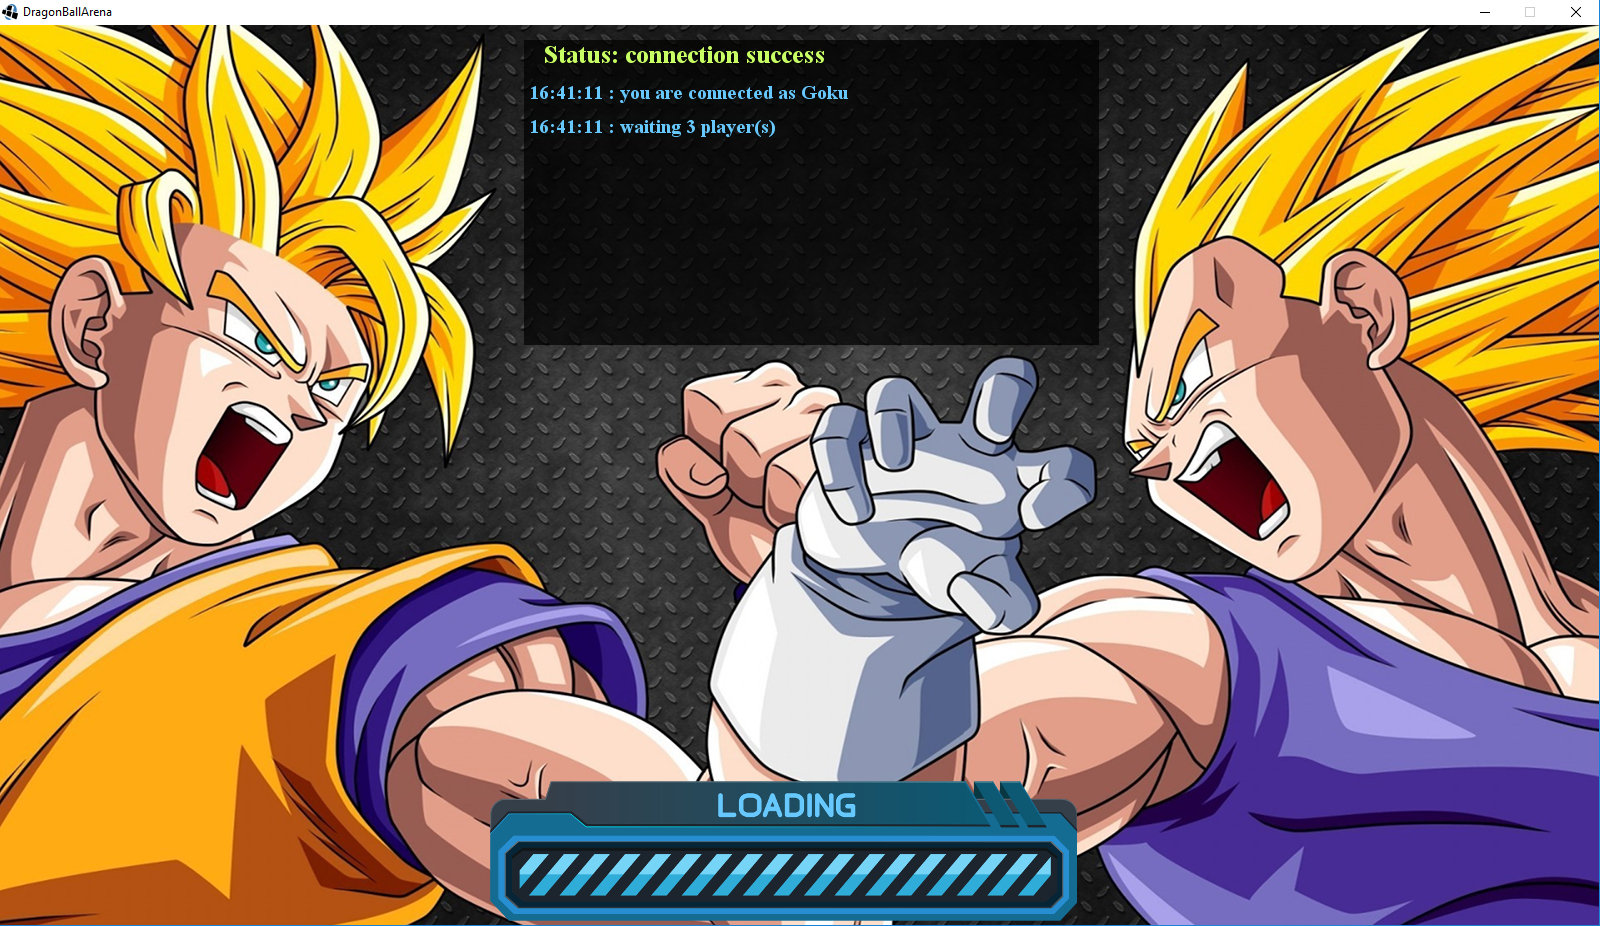 DragonBallArena
Status: connection success
16:41:11 : you are connected as Goku
16:41:11 : waiting 3 player(s)
LOADING